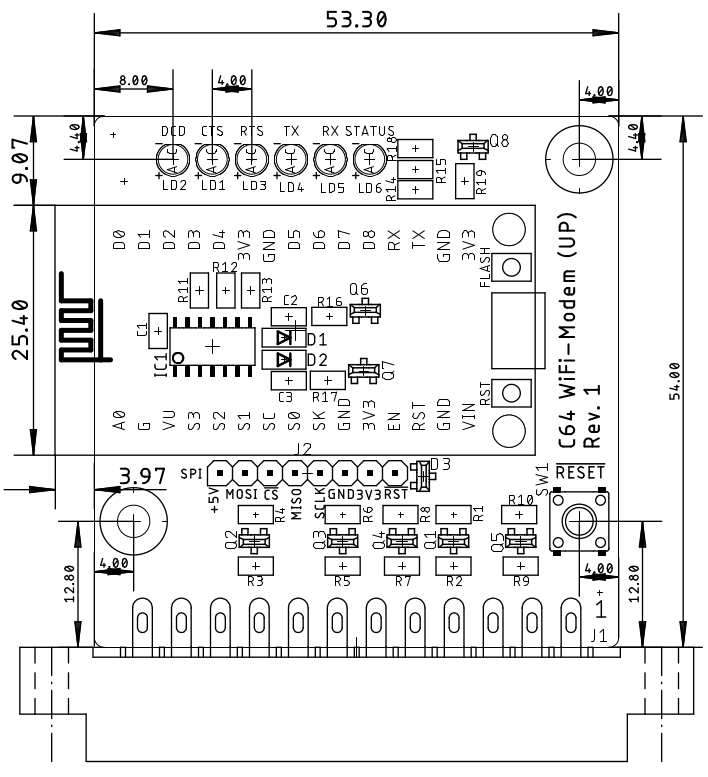 53.30
8.00
4.00
4.00
4.40
9.07
4.40
DCD CTS RTS TX RX STATUS
A C A C A C A C A C A C
LD2 LD1 LD3 LD4 LD5 LD6
R18
R15
R14
Q8
R19
D0 D1 D2 D3 D4 3V3 GND D5 D6 D7 D8 RX TX GND 3V3
FLASH
R11
R12
R13
C2
R16
Q6
C1
IC1
D1
D2
C3
R17
Q7
25.40
54.00
RST
A0 G VU S3 S2 S1 SC S0 SK GND 3V3 EN RST GND VIN
C64 WiFi-Modem (UP)
Rev. 1
J2
3.97
SPI
+5V MOSI CS MISO SCLK GND 3V3 RST
D3
SW1
RESET
R4
R6
R8
R1
R10
Q2
Q3
Q4
Q1
Q5
R3
R5
R7
R2
R9
12.80
4.00
4.00
12.80
1
J1